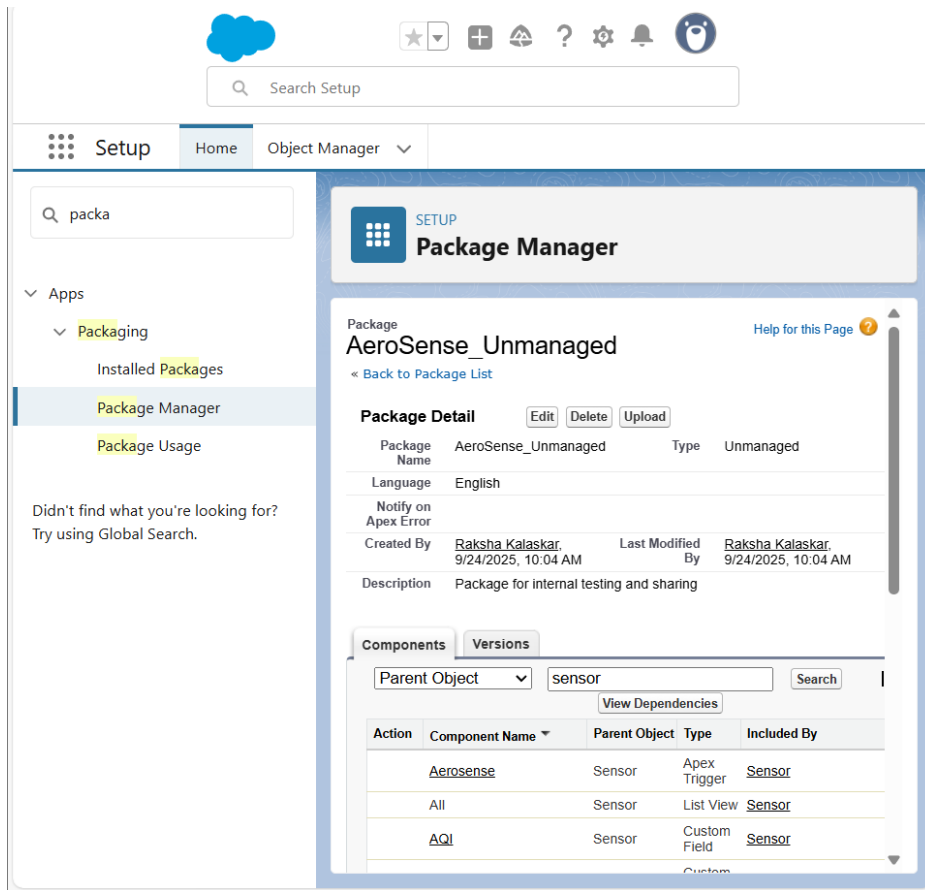 Search Setup
Setup
Home
Object Manager
packa
Apps
Packaging
Installed Packages
Package Manager
Package Usage
Didn't find what you're looking for?
Try using Global Search.
SETUP
Package Manager
Package
AeroSense_Unmanaged
Help for this Page
« Back to Package List
Package Detail Edit Delete Upload
Package Name AeroSense_Unmanaged Type Unmanaged
Language English
Notify on Apex Error
Created By Raksha Kalaskar, 9/24/2025, 10:04 AM Last Modified By Raksha Kalaskar, 9/24/2025, 10:04 AM
Description Package for internal testing and sharing
Components Versions
Parent Object sensor Search
View Dependencies
Action Component Name Parent Object Type Included By
Aerosense Sensor Apex Trigger Sensor
All Sensor List View Sensor
AQI Sensor Custom Field Sensor
Custom